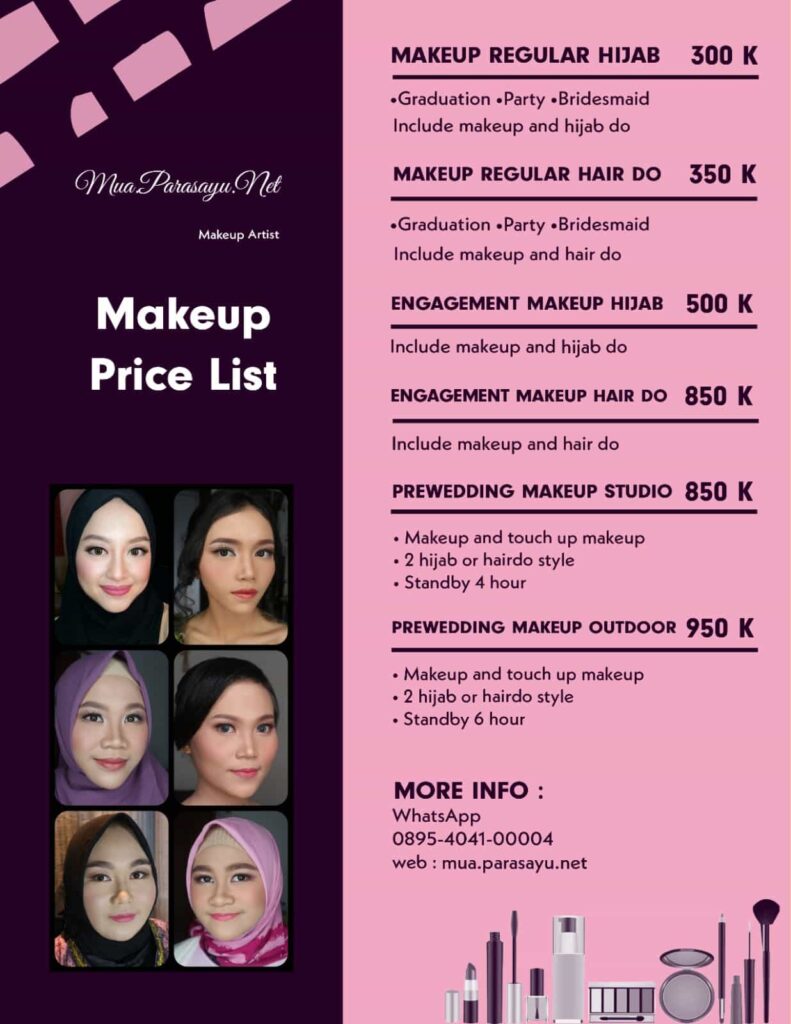 Mua.Parasayu.Net
Makeup Artist
Makeup
Price List
MAKEUP REGULAR HIJAB 300 K
•Graduation •Party •Bridesmaid
Include makeup and hijab do
MAKEUP REGULAR HAIR DO 350 K
•Graduation •Party •Bridesmaid
Include makeup and hair do
ENGAGEMENT MAKEUP HIJAB 500 K
Include makeup and hijab do
ENGAGEMENT MAKEUP HAIR DO 850 K
Include makeup and hair do
PREWEDDING MAKEUP STUDIO 850 K
• Makeup and touch up makeup
• 2 hijab or hairdo style
• Standby 4 hour
PREWEDDING MAKEUP OUTDOOR 950 K
• Makeup and touch up makeup
• 2 hijab or hairdo style
• Standby 6 hour
MORE INFO :
WhatsApp
0895-4041-00004
web : mua.parasayu.net